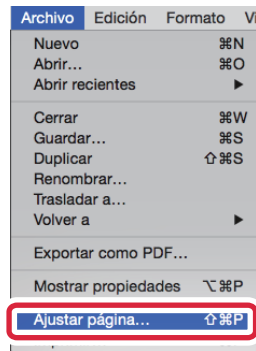 Archivo Edición Formato
Nuevo ⌘N
Abrir... ⌘O
Abrir recientes ▶
Cerrar ⌘W
Guardar... ⌘S
Duplicar ⇧⌘S
Renombrar...
Trasladar a...
Volver a ▶
Exportar como PDF...
Mostrar propiedades ⌥⌘P
Ajustar página... ⇧⌘P